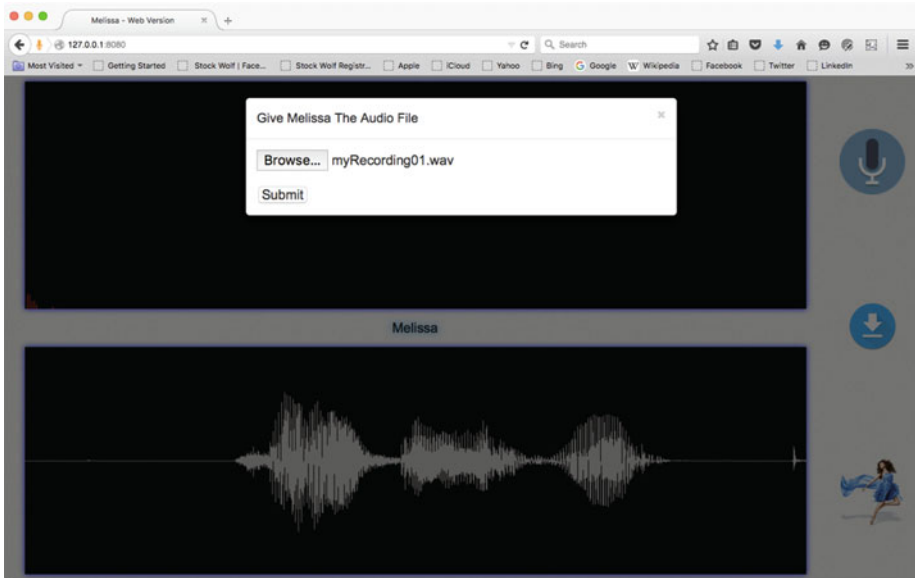 Melissa - Web Version
127.0.0.1:8080
Search
Most Visited
Getting Started
Stock Wolf | Face...
Stock Wolf Registr...
Apple
iCloud
Yahoo
Bing
Google
Wikipedia
Facebook
Twitter
LinkedIn
Give Melissa The Audio File
Browse... myRecording01.wav
Submit
Melissa